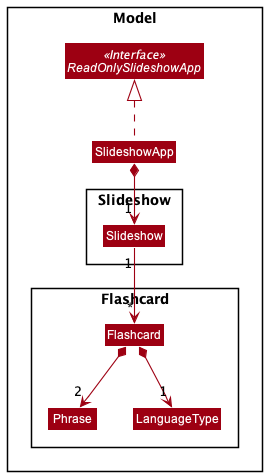 Model
«Interface»
ReadOnlySlideshowApp
SlideshowApp
1
Slideshow
Slideshow
1
*
Flashcard
Flashcard
2
1
Phrase
LanguageType